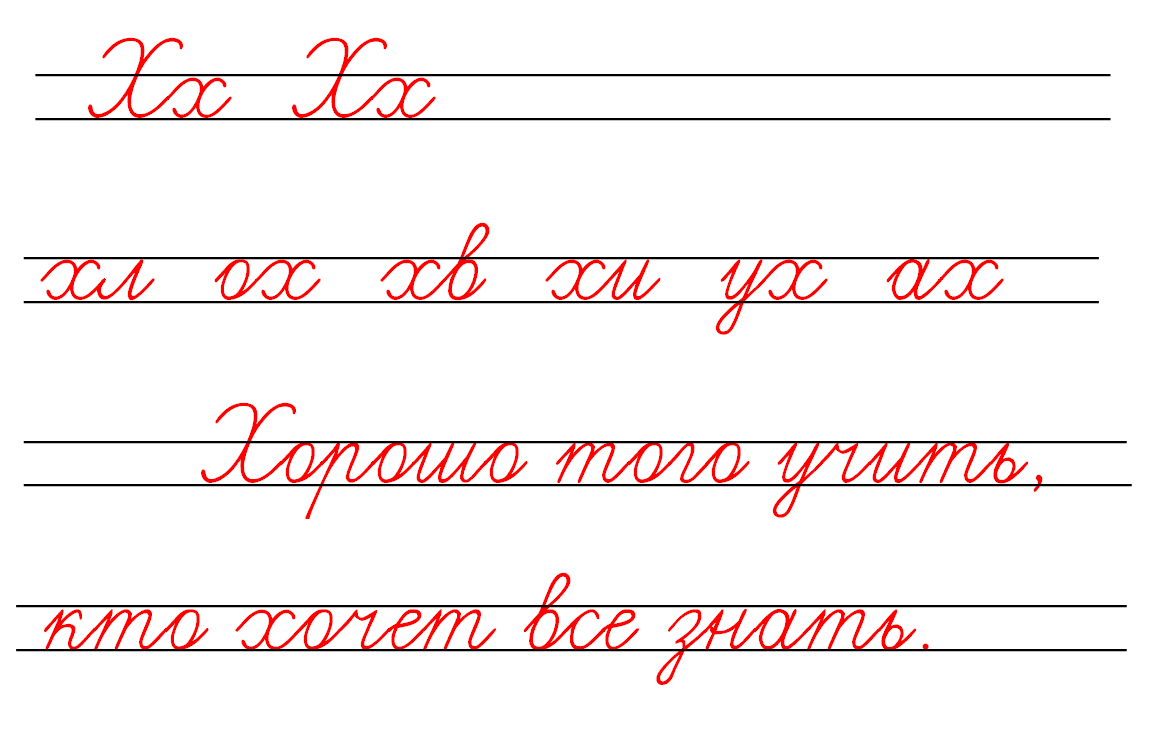 Хх Хх
хл ох хв хи ух ах
Хорошо того учить,
кто хочет все знать.